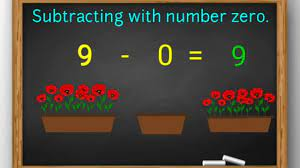 Subtracting with number zero.
9 - 0 = 9